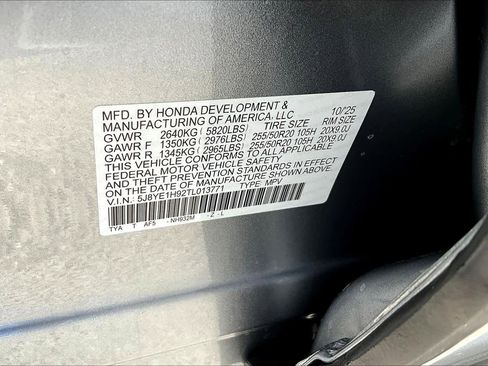 MFD. BY HONDA DEVELOPMENT & 10/25
MANUFACTURING OF AMERICA, LLC
GVWR 2640KG (5820LBS) TIRE SIZE RIM SIZE
GAWR F 1350KG (2976LBS) 255/50R20 105H 20X9.0J
GAWR R 1345KG (2965LBS) 255/50R20 105H 20X9.0J
THIS VEHICLE CONFORMS TO ALL APPLICABLE
FEDERAL MOTOR VEHICLE SAFETY
AND THEFT PREVENTION STANDARDS IN EFFECT
ON THE DATE OF MANUFACTURE SHOWN ABOVE.
V.I.N.: 5J8YE1H92TL013771 TYPE: MPV
TYA T AF5 -NH932M -Z-L